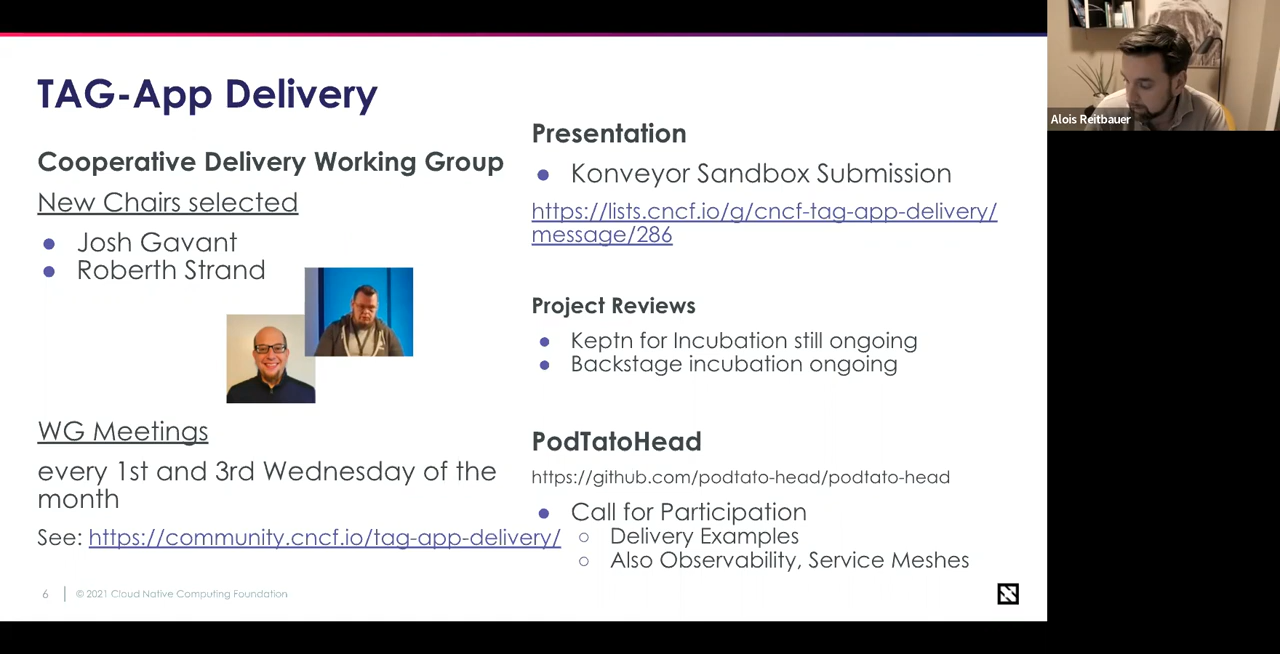 TAG-App Delivery
Cooperative Delivery Working Group
New Chairs selected
● Josh Gavant
● Roberth Strand
WG Meetings
every 1st and 3rd Wednesday of the
month
See: https://community.cncf.io/tag-app-delivery/
Presentation
● Konveyor Sandbox Submission
https://lists.cncf.io/g/cncf-tag-app-delivery/
message/286
Project Reviews
● Keptn for Incubation still ongoing
● Backstage incubation ongoing
PodTatoHead
https://github.com/podtato-head/podtato-head
● Call for Participation
○ Delivery Examples
○ Also Observability, Service Meshes
6 | © 2021 Cloud Native Computing Foundation
Alois Reitbauer